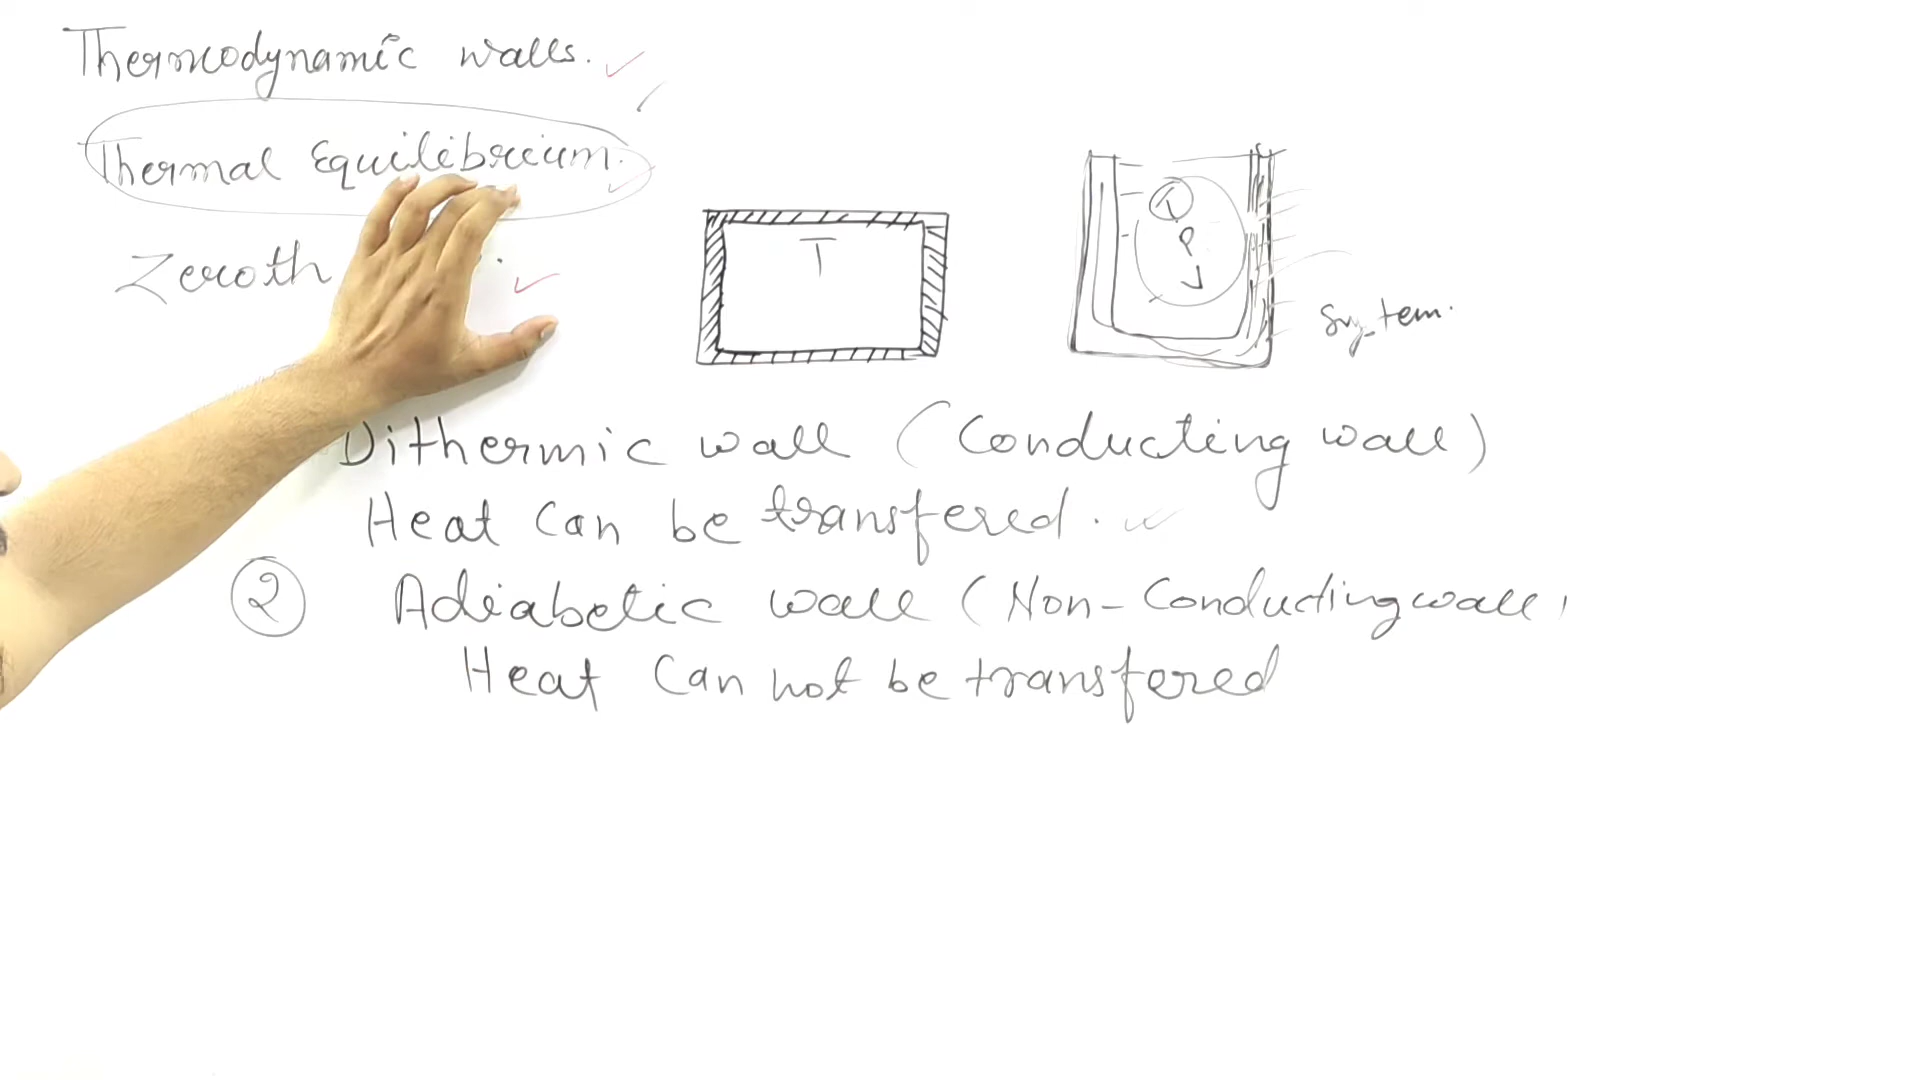 Thermodynamic walls.
Thermal Equilibrium.
Zeroth
T
T
P
System.
Dithermic wall (Conducting wall)
Heat Can be transfered.
② Adiabetic wall (Non-Conducting wall)
Heat Can not be transfered